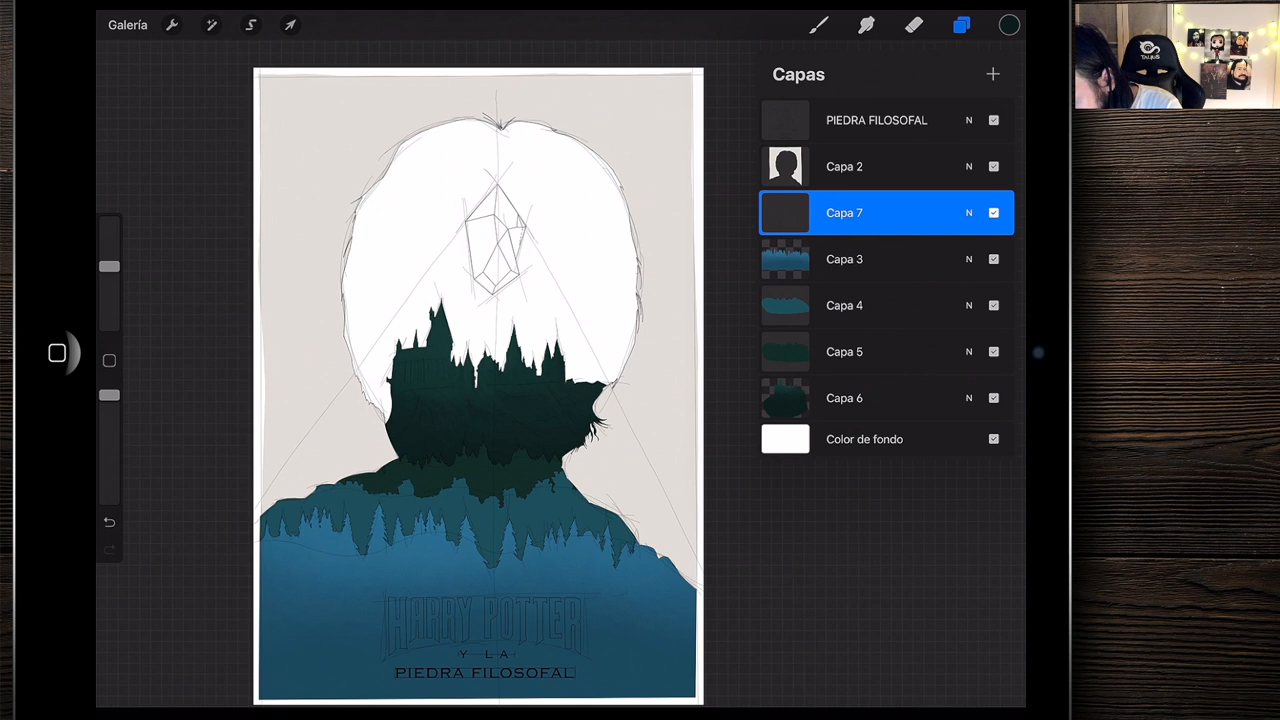 Galería
Capas
PIEDRA FILOSOFAL N
Capa 2 N
Capa 7 N
Capa 3 N
Capa 4 N
Capa 5 N
Capa 6 N
Color de fondo
HARRY POTTER
Y LA
PIEDRA FILOSOFAL
TALIUS